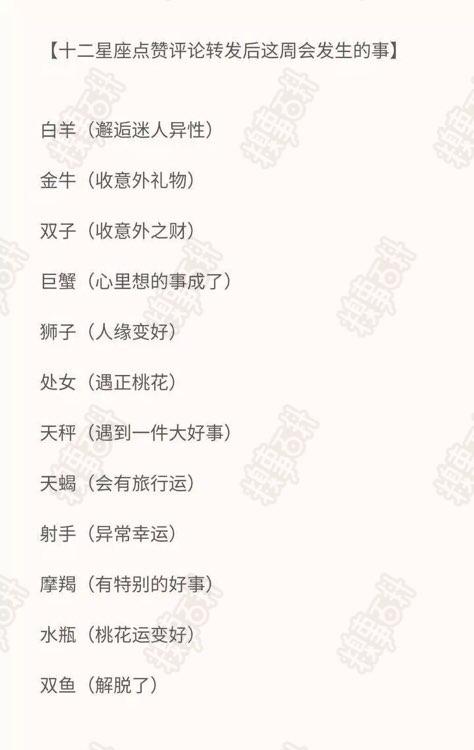 【十二星座点赞评论转发后这周会发生的事】
白羊（邂逅迷人异性）
金牛（收意外礼物）
双子（收意外之财）
巨蟹（心里想的事成了）
狮子（人缘变好）
处女（遇正桃花）
天秤（遇到一件大好事）
天蝎（会有旅行运）
射手（异常幸运）
摩羯（有特别的好事）
水瓶（桃花运变好）
双鱼（解脱了）